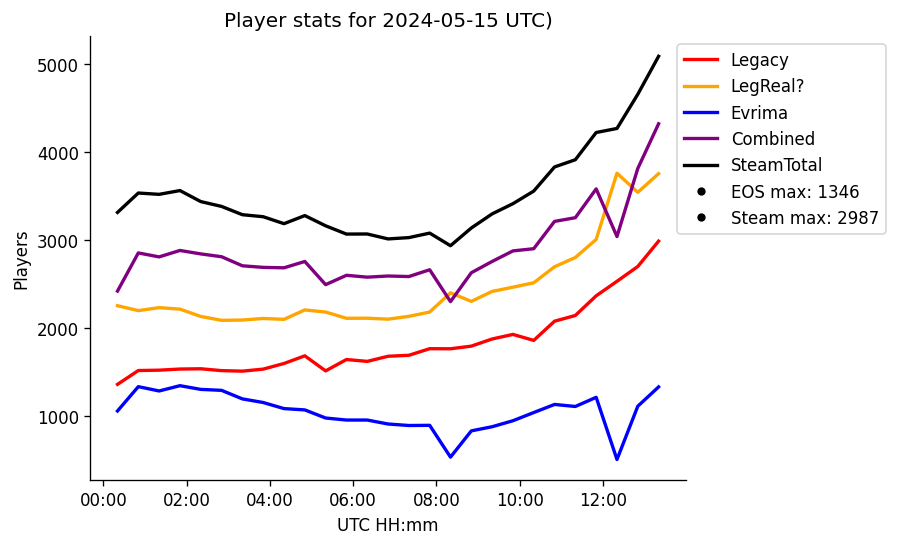 Player stats for 2024-05-15 UTC)
5000
4000
3000
2000
1000
Players
00:00 02:00 04:00 06:00 08:00 10:00 12:00
UTC HH:mm
Legacy
LegReal?
Evrima
Combined
SteamTotal
EOS max: 1346
Steam max: 2987